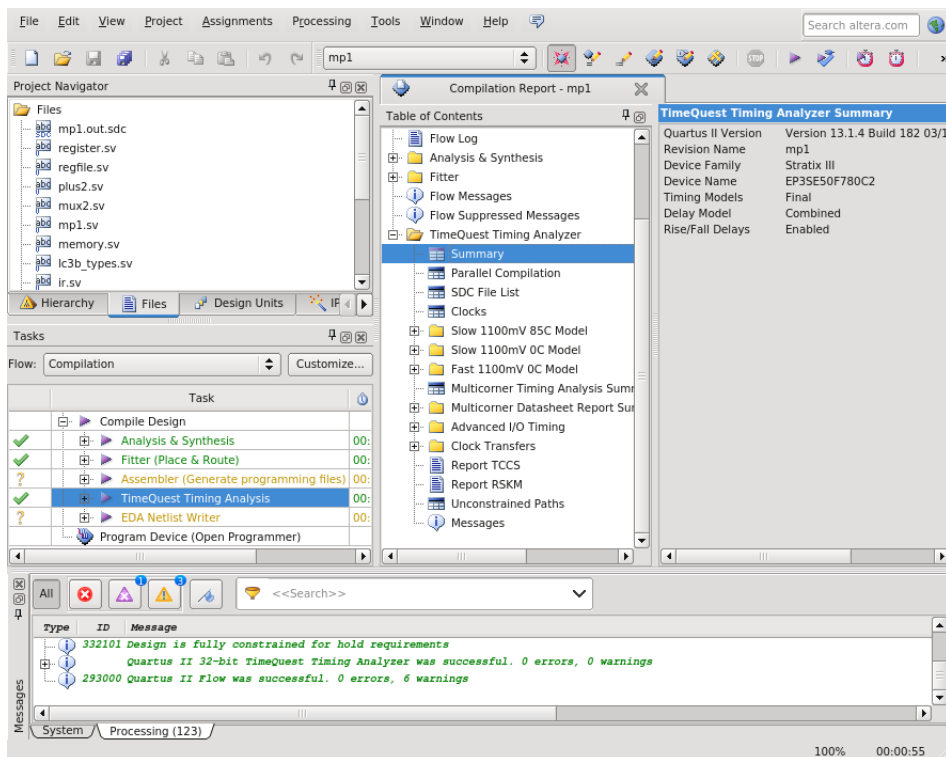 File Edit View Project Assignments Processing Tools Window Help
Search altera.com
mp1
Project Navigator
Files
mp1.out.sdc
register.sv
regfile.sv
plus2.sv
mux2.sv
mp1.sv
memory.sv
lc3b_types.sv
ir.sv
Hierarchy Files Design Units IF
Tasks
Flow: Compilation Customize...
Task
Compile Design
Analysis & Synthesis 00:
Fitter (Place & Route) 00:
Assembler (Generate programming files) 00:
TimeQuest Timing Analysis 00:
EDA Netlist Writer 00:
Program Device (Open Programmer)
Compilation Report - mp1
Table of Contents
Flow Log
Analysis & Synthesis
Fitter
Flow Messages
Flow Suppressed Messages
TimeQuest Timing Analyzer
Summary
Parallel Compilation
SDC File List
Clocks
Slow 1100mV 85C Model
Slow 1100mV 0C Model
Fast 1100mV 0C Model
Multicorner Timing Analysis Summ
Multicorner Datasheet Report Sur
Advanced I/O Timing
Clock Transfers
Report TCCS
Report RSKM
Unconstrained Paths
Messages
TimeQuest Timing Analyzer Summary
Quartus II Version Version 13.1.4 Build 182 03/1
Revision Name mp1
Device Family Stratix III
Device Name EP3SE50F780C2
Timing Models Final
Delay Model Combined
Rise/Fall Delays Enabled
All 1 3 <<Search>>
Type ID Message
332101 Design is fully constrained for hold requirements
Quartus II 32-bit TimeQuest Timing Analyzer was successful. 0 errors, 0 warnings
293000 Quartus II Flow was successful. 0 errors, 6 warnings
Messages
System Processing (123)
100% 00:00:55